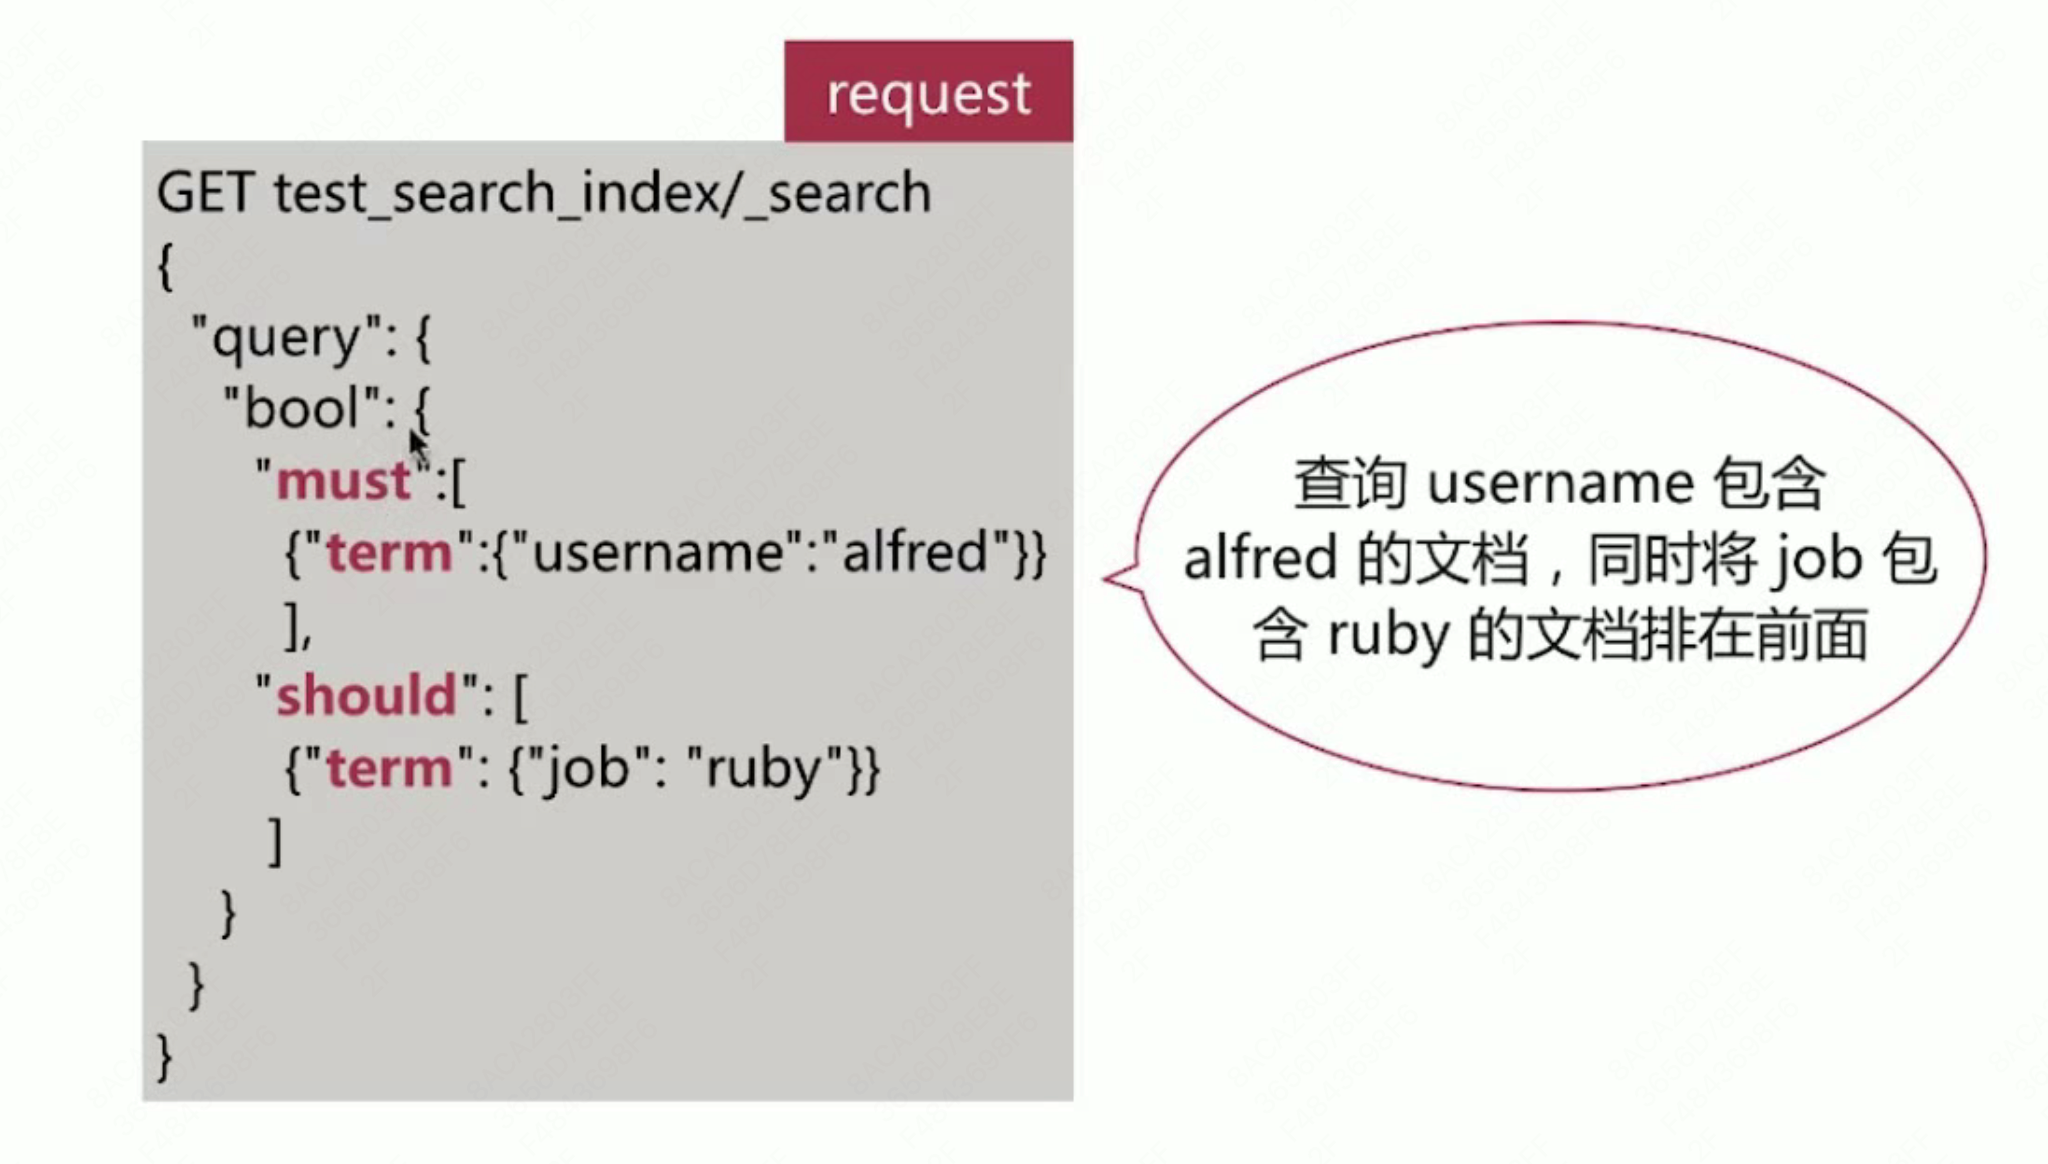 request
GET test_search_index/_search
{
"query": {
"bool": {
"must":[
{"term":{"username":"alfred"}}
],
"should": [
{"term": {"job": "ruby"}}
]
}
}
}
查询 username 包含
alfred 的文档，同时将 job 包
含 ruby 的文档排在前面